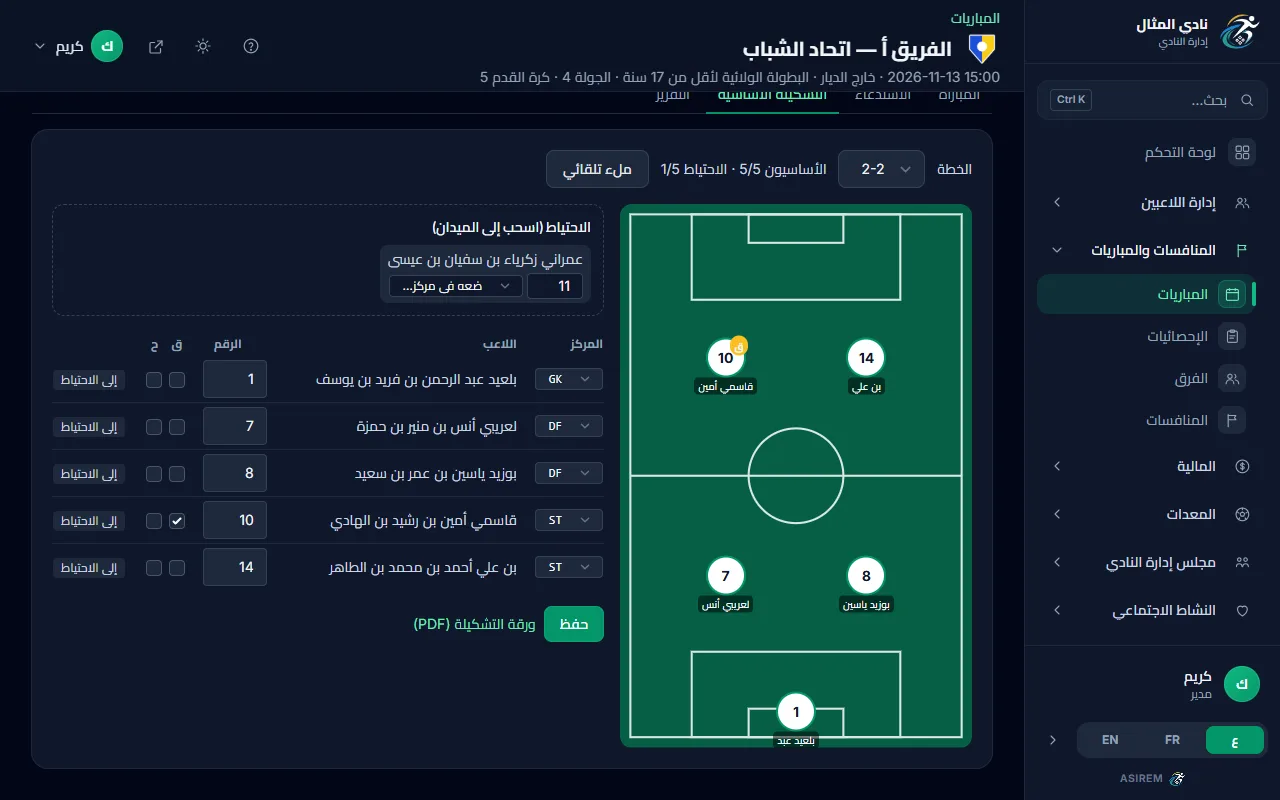 نادي المثال
إدارة النادي
بحث...
Ctrl K
لوحة التحكم
إدارة اللاعبين
المنافسات والمباريات
المباريات
الإحصائيات
الفرق
المنافسات
المالية
المعدات
مجلس إدارة النادي
النشاط الاجتماعي
ك
كريم
مدير
ع
FR
EN
ASIREM
المباريات
الفريق أ — اتحاد الشباب
15:00 2026-11-13 · خارج الديار · البطولة الولائية لأقل من 17 سنة · الجولة 4 · كرة القدم 5
ك
كريم
المباراة
الاستدعاء
التشكيلة الأساسية
التقرير
الخطة
2-2
الأساسيون 5/5 · الاحتياط 1/5
ملء تلقائي
14
بن علي
10
ق
قاسمي أمين
8
بوزيد ياسين
7
لعريبي أنس
1
بلعيد عبد
الاحتياط (اسحب إلى الميدان)
عمراني زكرياء بن سفيان بن عيسى
11
ضعه في مركز...
المركز اللاعب الرقم ق ح
GK بلعيد عبد الرحمن بن فريد بن يوسف 1 إلى الاحتياط
DF لعريبي أنس بن منير بن حمزة 7 إلى الاحتياط
DF بوزيد ياسين بن عمر بن سعيد 8 إلى الاحتياط
ST قاسمي أمين بن رشيد بن الهادي 10 إلى الاحتياط
ST بن علي أحمد بن محمد بن الطاهر 14 إلى الاحتياط
حفظ
ورقة التشكيلة (PDF)